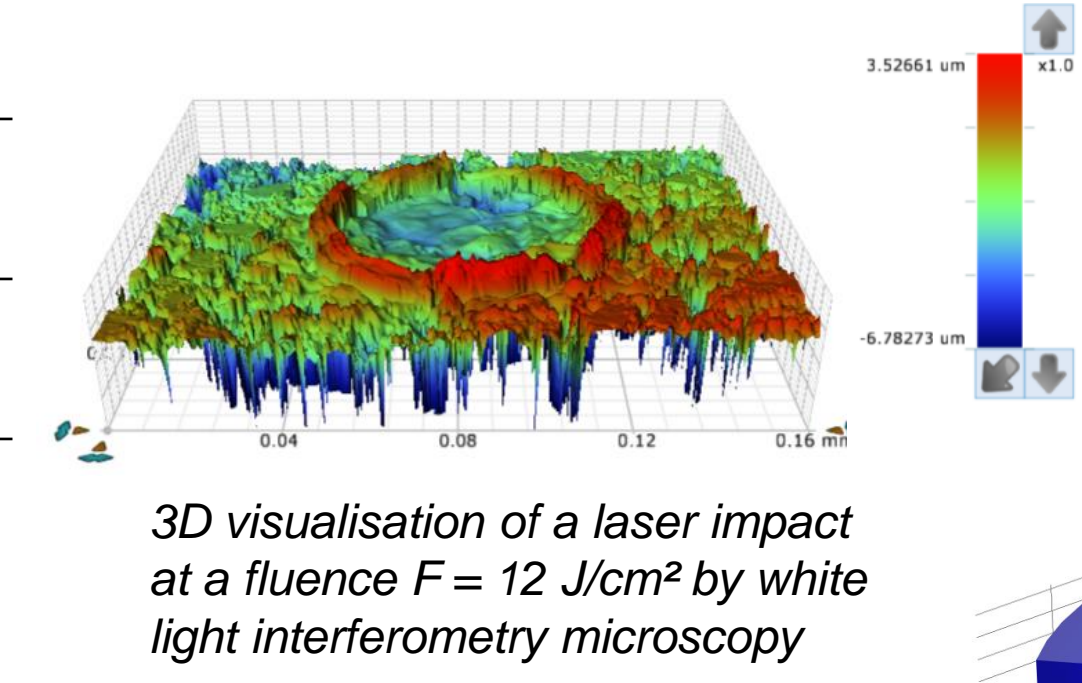 3.52661 um
x1.0
-6.78273 um
0.04 0.08 0.12 0.16 mm
3D visualisation of a laser impact
at a fluence F = 12 J/cm² by white
light interferometry microscopy